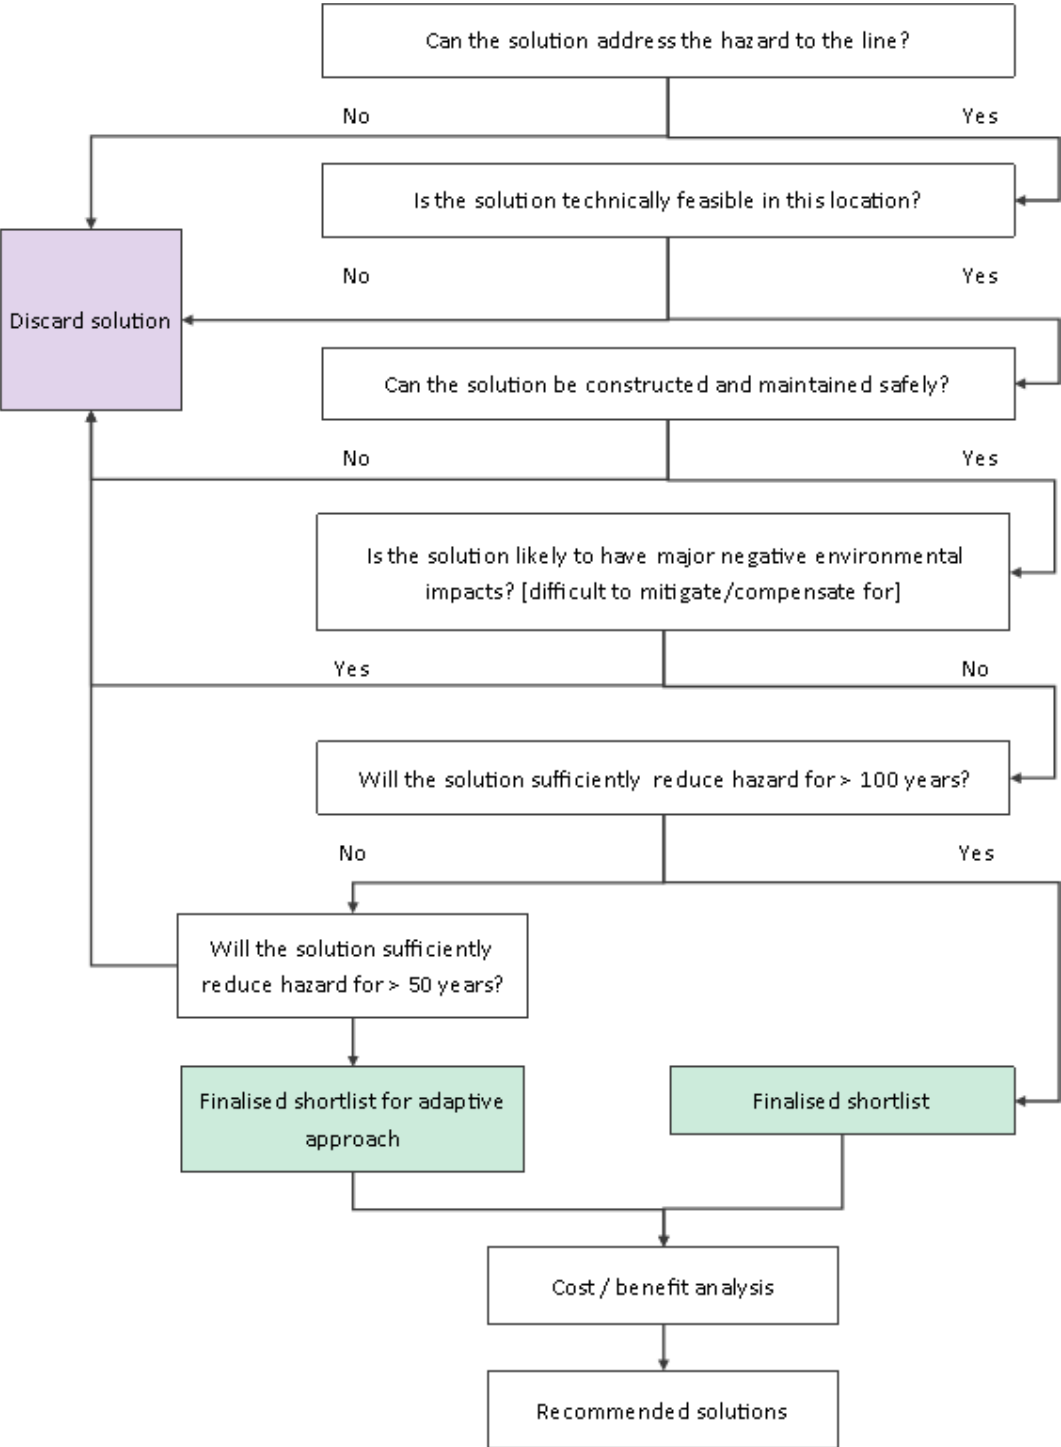 Can the solution address the hazard to the line?
No
Yes
Is the solution technically feasible in this location?
No
Yes
Discard solution
Can the solution be constructed and maintained safely?
No
Yes
Is the solution likely to have major negative environmental
impacts? [difficult to mitigate/compensate for]
Yes
No
Will the solution sufficiently reduce hazard for > 100 years?
No
Yes
Will the solution sufficiently
reduce hazard for > 50 years?
Finalised shortlist for adaptive
approach
Finalised shortlist
Cost / benefit analysis
Recommended solutions